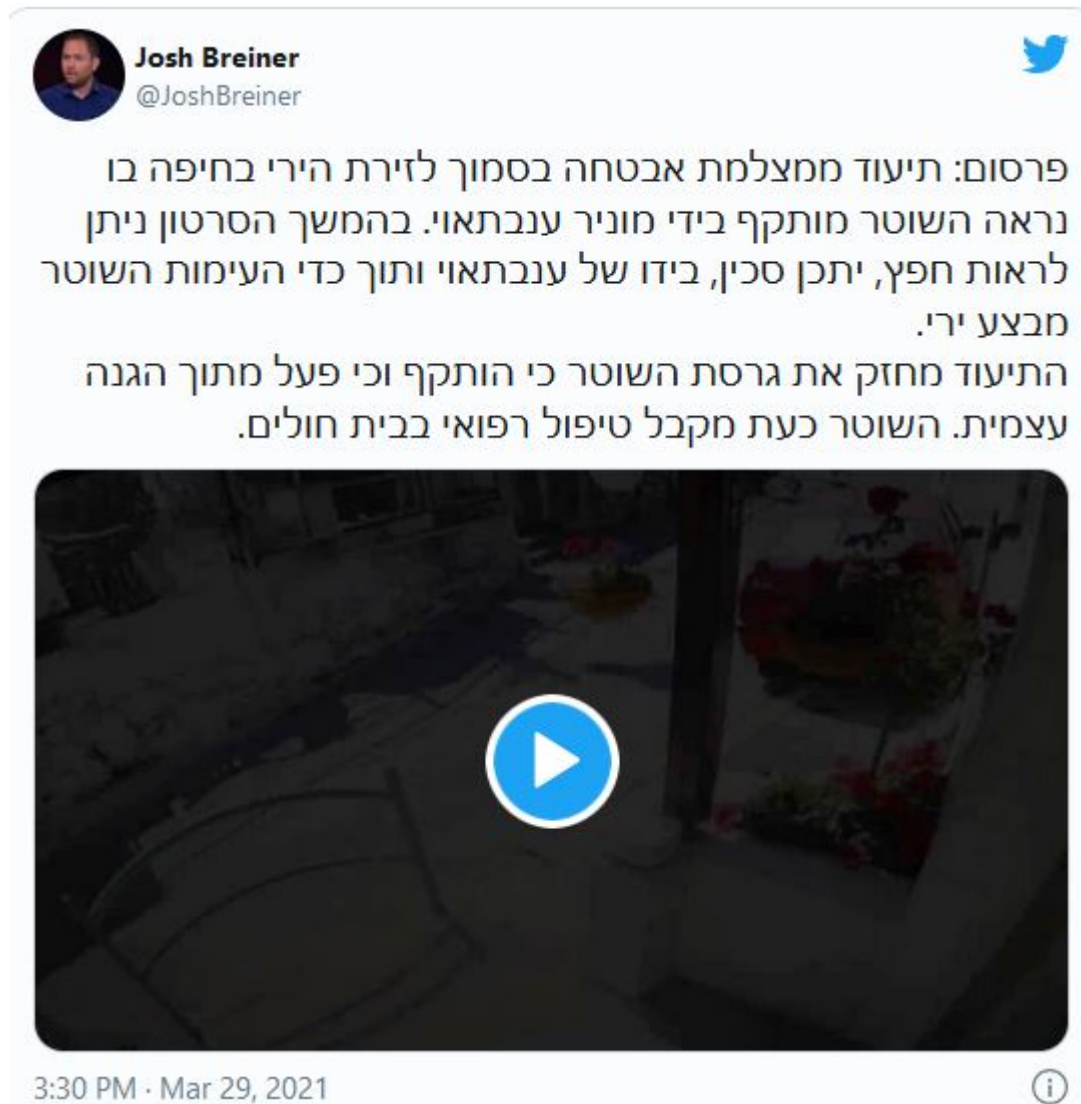 Josh Breiner
@JoshBreiner
פרסום: תיעוד ממצלמת אבטחה בסמוך לזירת הירי בחיפה בו
נראה השוטר מותקף בידי מוניר ענבתאוי. בהמשך הסרטון ניתן
לראות חפץ, יתכן סכין, בידו של ענבתאוי ותוך כדי העימות השוטר
מבצע ירי.
התיעוד מחזק את גרסת השוטר כי הותקף וכי פעל מתוך הגנה
עצמית. השוטר כעת מקבל טיפול רפואי בבית חולים.
3:30 PM · Mar 29, 2021